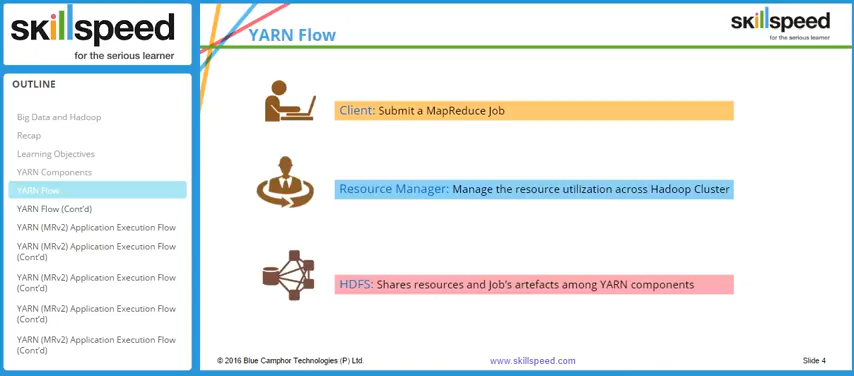 skillspeed
for the serious learner
OUTLINE
Big Data and Hadoop
Recap
Learning Objectives
YARN Components
YARN Flow
YARN Flow (Cont'd)
YARN (MRv2) Application Execution Flow
YARN (MRv2) Application Execution Flow
(Cont'd)
YARN (MRv2) Application Execution Flow
(Cont'd)
YARN (MRv2) Application Execution Flow
(Cont'd)
YARN (MRv2) Application Execution Flow
(Cont'd)
YARN Flow
skillspeed
for the serious learner
Client: Submit a MapReduce Job
Resource Manager: Manage the resource utilization across Hadoop Cluster
HDFS: Shares resources and Job's artefacts among YARN components
© 2016 Blue Camphor Technologies (P) Ltd.
www.skillspeed.com
Slide 4